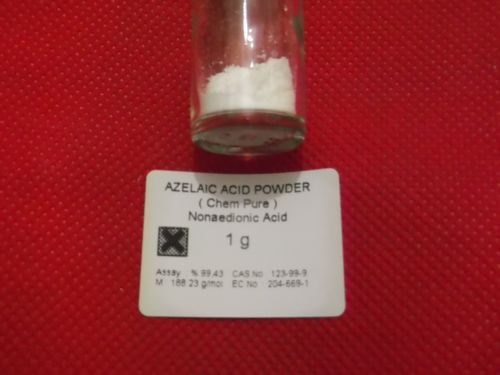 AZELAIC ACID POWDER
( Chem Pure )
Nonaedionic Acid
1 g
Assay : % 99,43 CAS No : 123-99-9
M : 188.23 g/mol EC No : 204-669-1